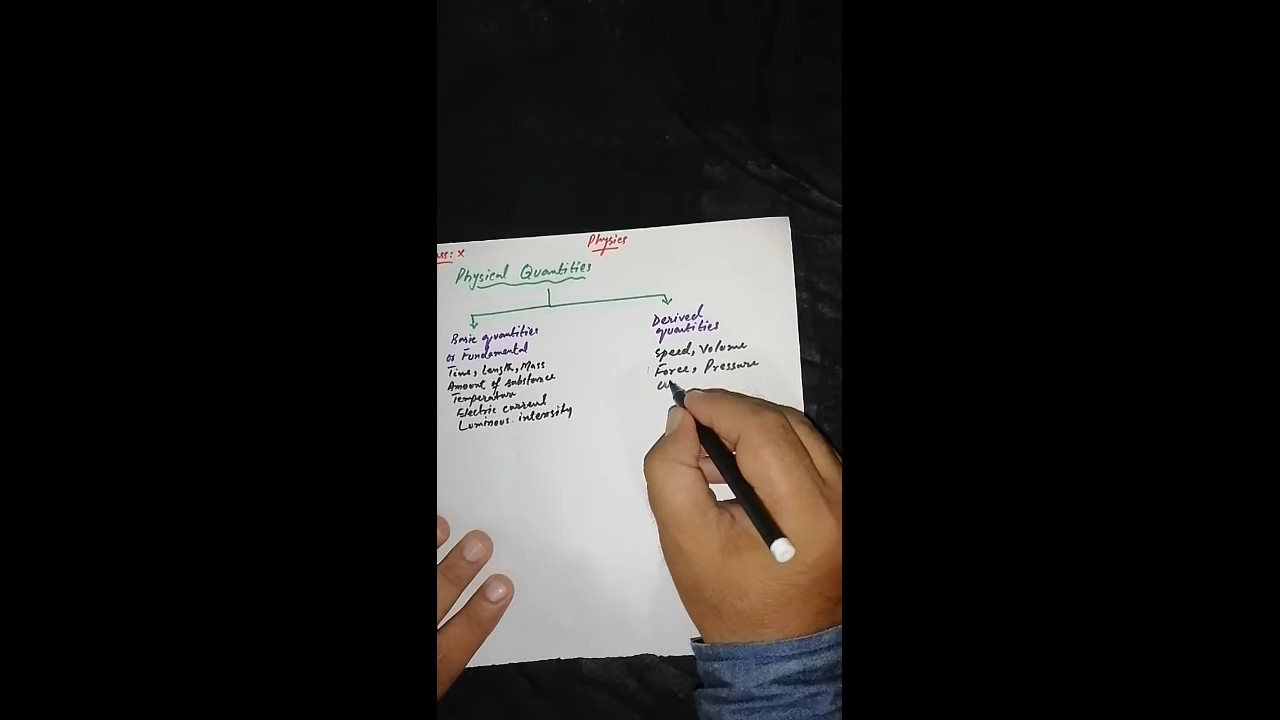 Physics
ss: X
Physical Quantities
Basic quantities
or Fundamental
Time, Length, Mass
Amount of substance
Temperature
Electric current
Luminous intensity
Derived
quantities
Speed, Volume
Force, Pressure